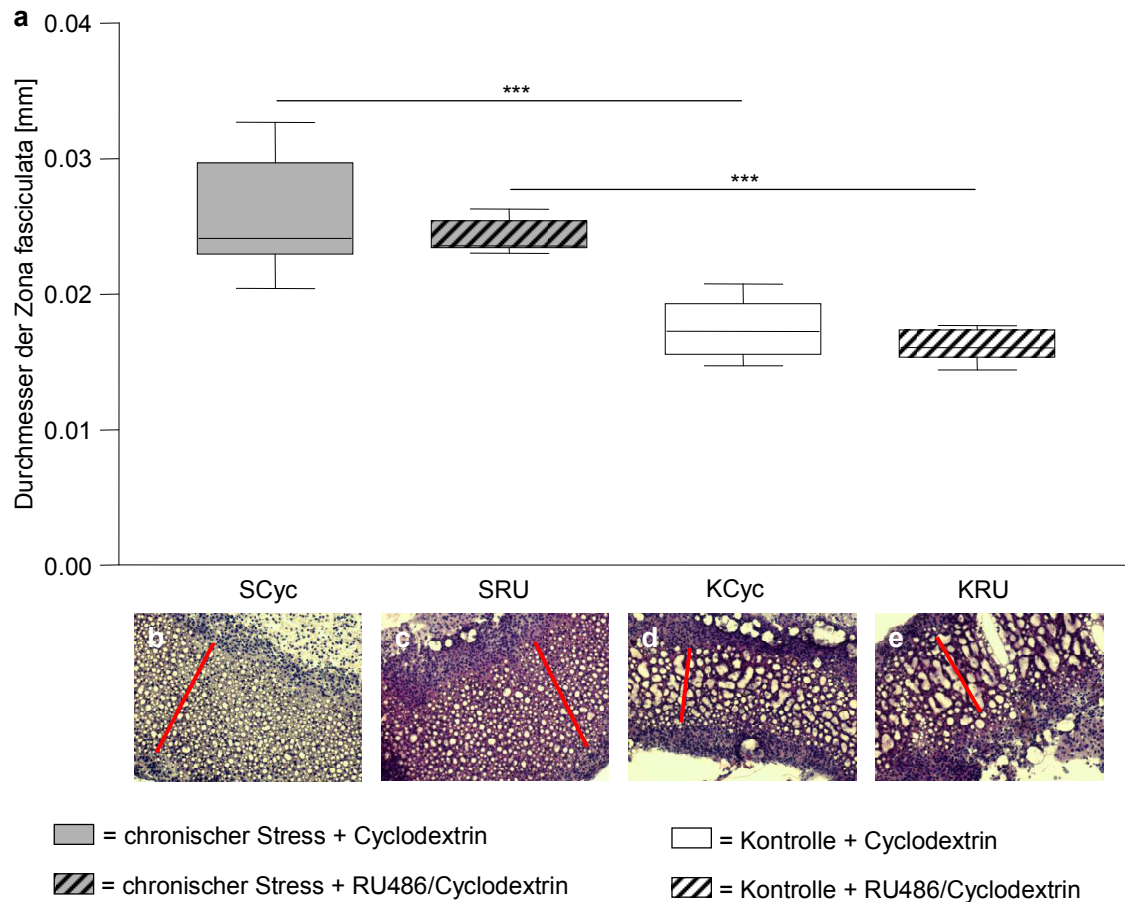 a
0.04
***
0.03
***
0.02
0.01
0.00
Durchmesser der Zona fasciculata [mm]
SCyc SRU KCyc KRU
b c d e
= chronischer Stress + Cyclodextrin
= Kontrolle + Cyclodextrin
= chronischer Stress + RU486/Cyclodextrin
= Kontrolle + RU486/Cyclodextrin